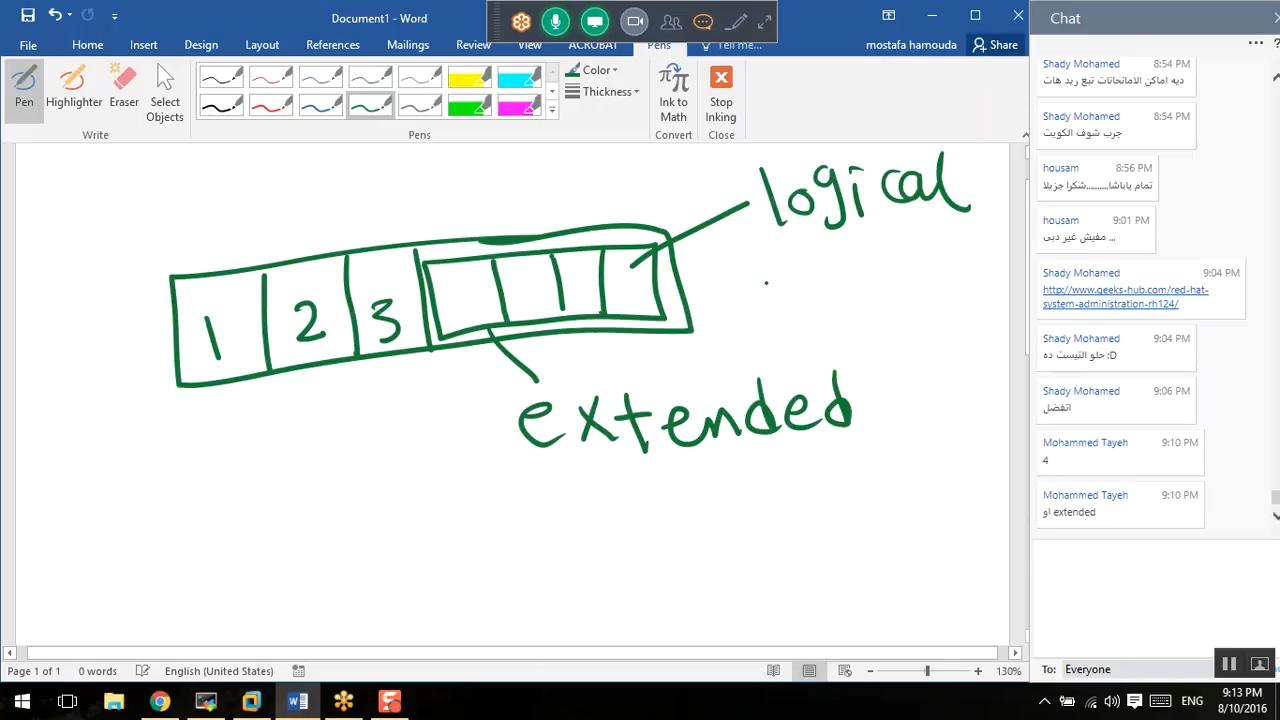 Document1 - Word
mostafa hamouda
Share
File
Home
Insert
Design
Layout
References
Mailings
Review
View
ACROBAT
Pens
Tell me...
Pen
Highlighter
Eraser
Select Objects
Write
Pens
Color
Thickness
Ink to Math
Convert
Stop Inking
Close
logical
1 2 3
extended
Page 1 of 1
0 words
English (United States)
130%
Chat
Shady Mohamed 8:54 PM
ديه اماكن الامتحانات تبع ريد هات
Shady Mohamed 8:54 PM
جرب شوف الكويت
housam 8:56 PM
تمام ياباشا.........شكرا جزيلا
housam 9:01 PM
مفيش غير دبى ,,,
Shady Mohamed 9:04 PM
http://www.geeks-hub.com/red-hat-
system-administration-rh124/
Shady Mohamed 9:04 PM
حلو التيست ده :D
Shady Mohamed 9:06 PM
اتفضل
Mohammed Tayeh 9:10 PM
4
Mohammed Tayeh 9:10 PM
او extended
To: Everyone
ENG
9:13 PM
8/10/2016